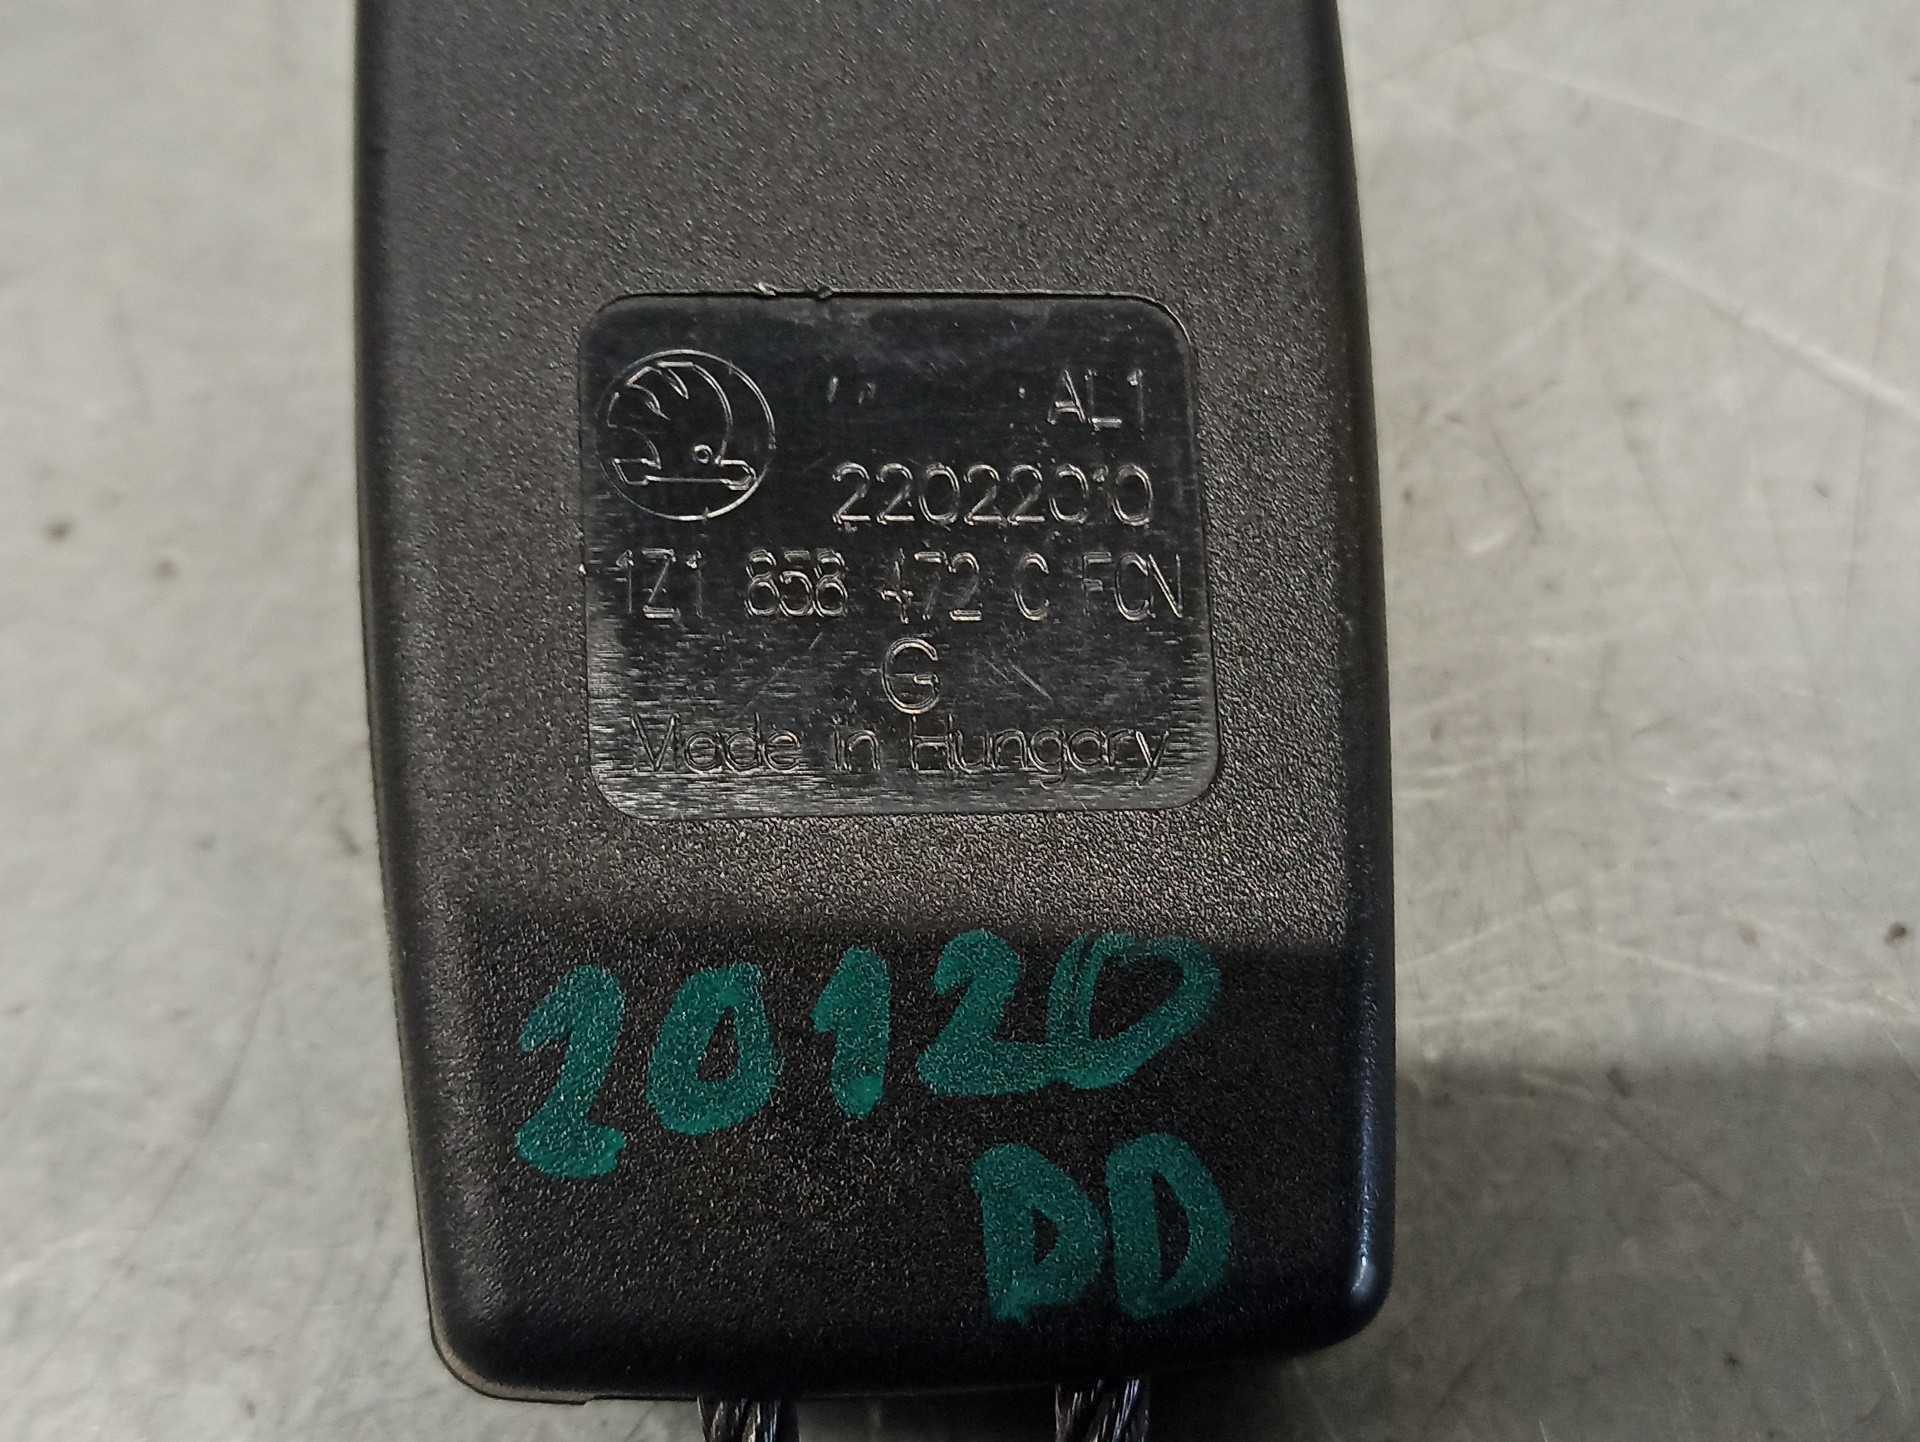 AL1
22022010
1Z1 858 472 C FCN
G
Made in Hungary
20120
DD